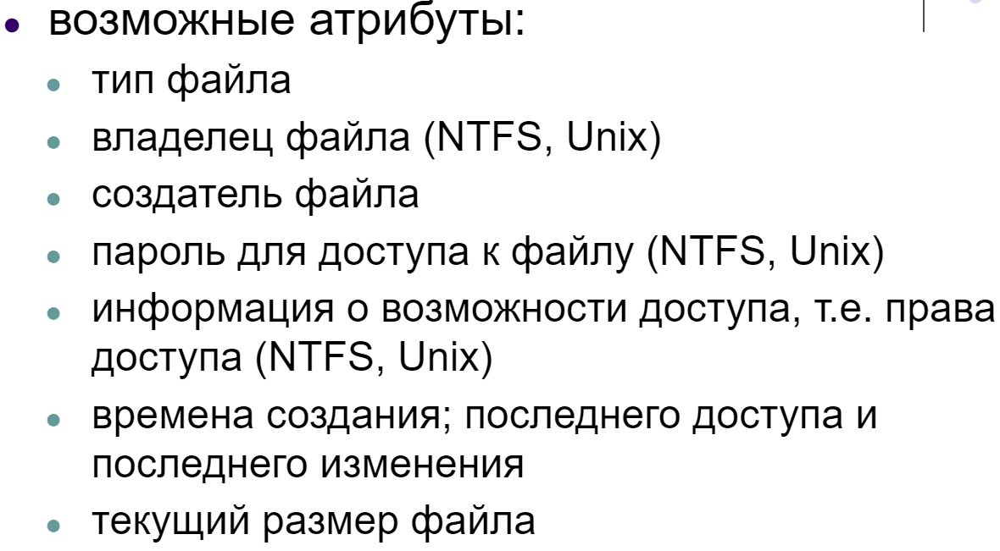 возможные атрибуты:
тип файла
владелец файла (NTFS, Unix)
создатель файла
пароль для доступа к файлу (NTFS, Unix)
информация о возможности доступа, т.е. права
доступа (NTFS, Unix)
времена создания; последнего доступа и
последнего изменения
текущий размер файла